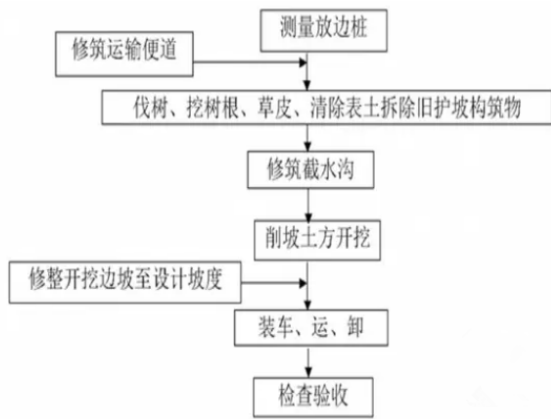 测量放边桩
修筑运输便道
伐树、挖树根、草皮、清除表土拆除旧护坡构筑物
修筑截水沟
削坡土方开挖
修整开挖边坡至设计坡度
装车、运、卸
检查验收